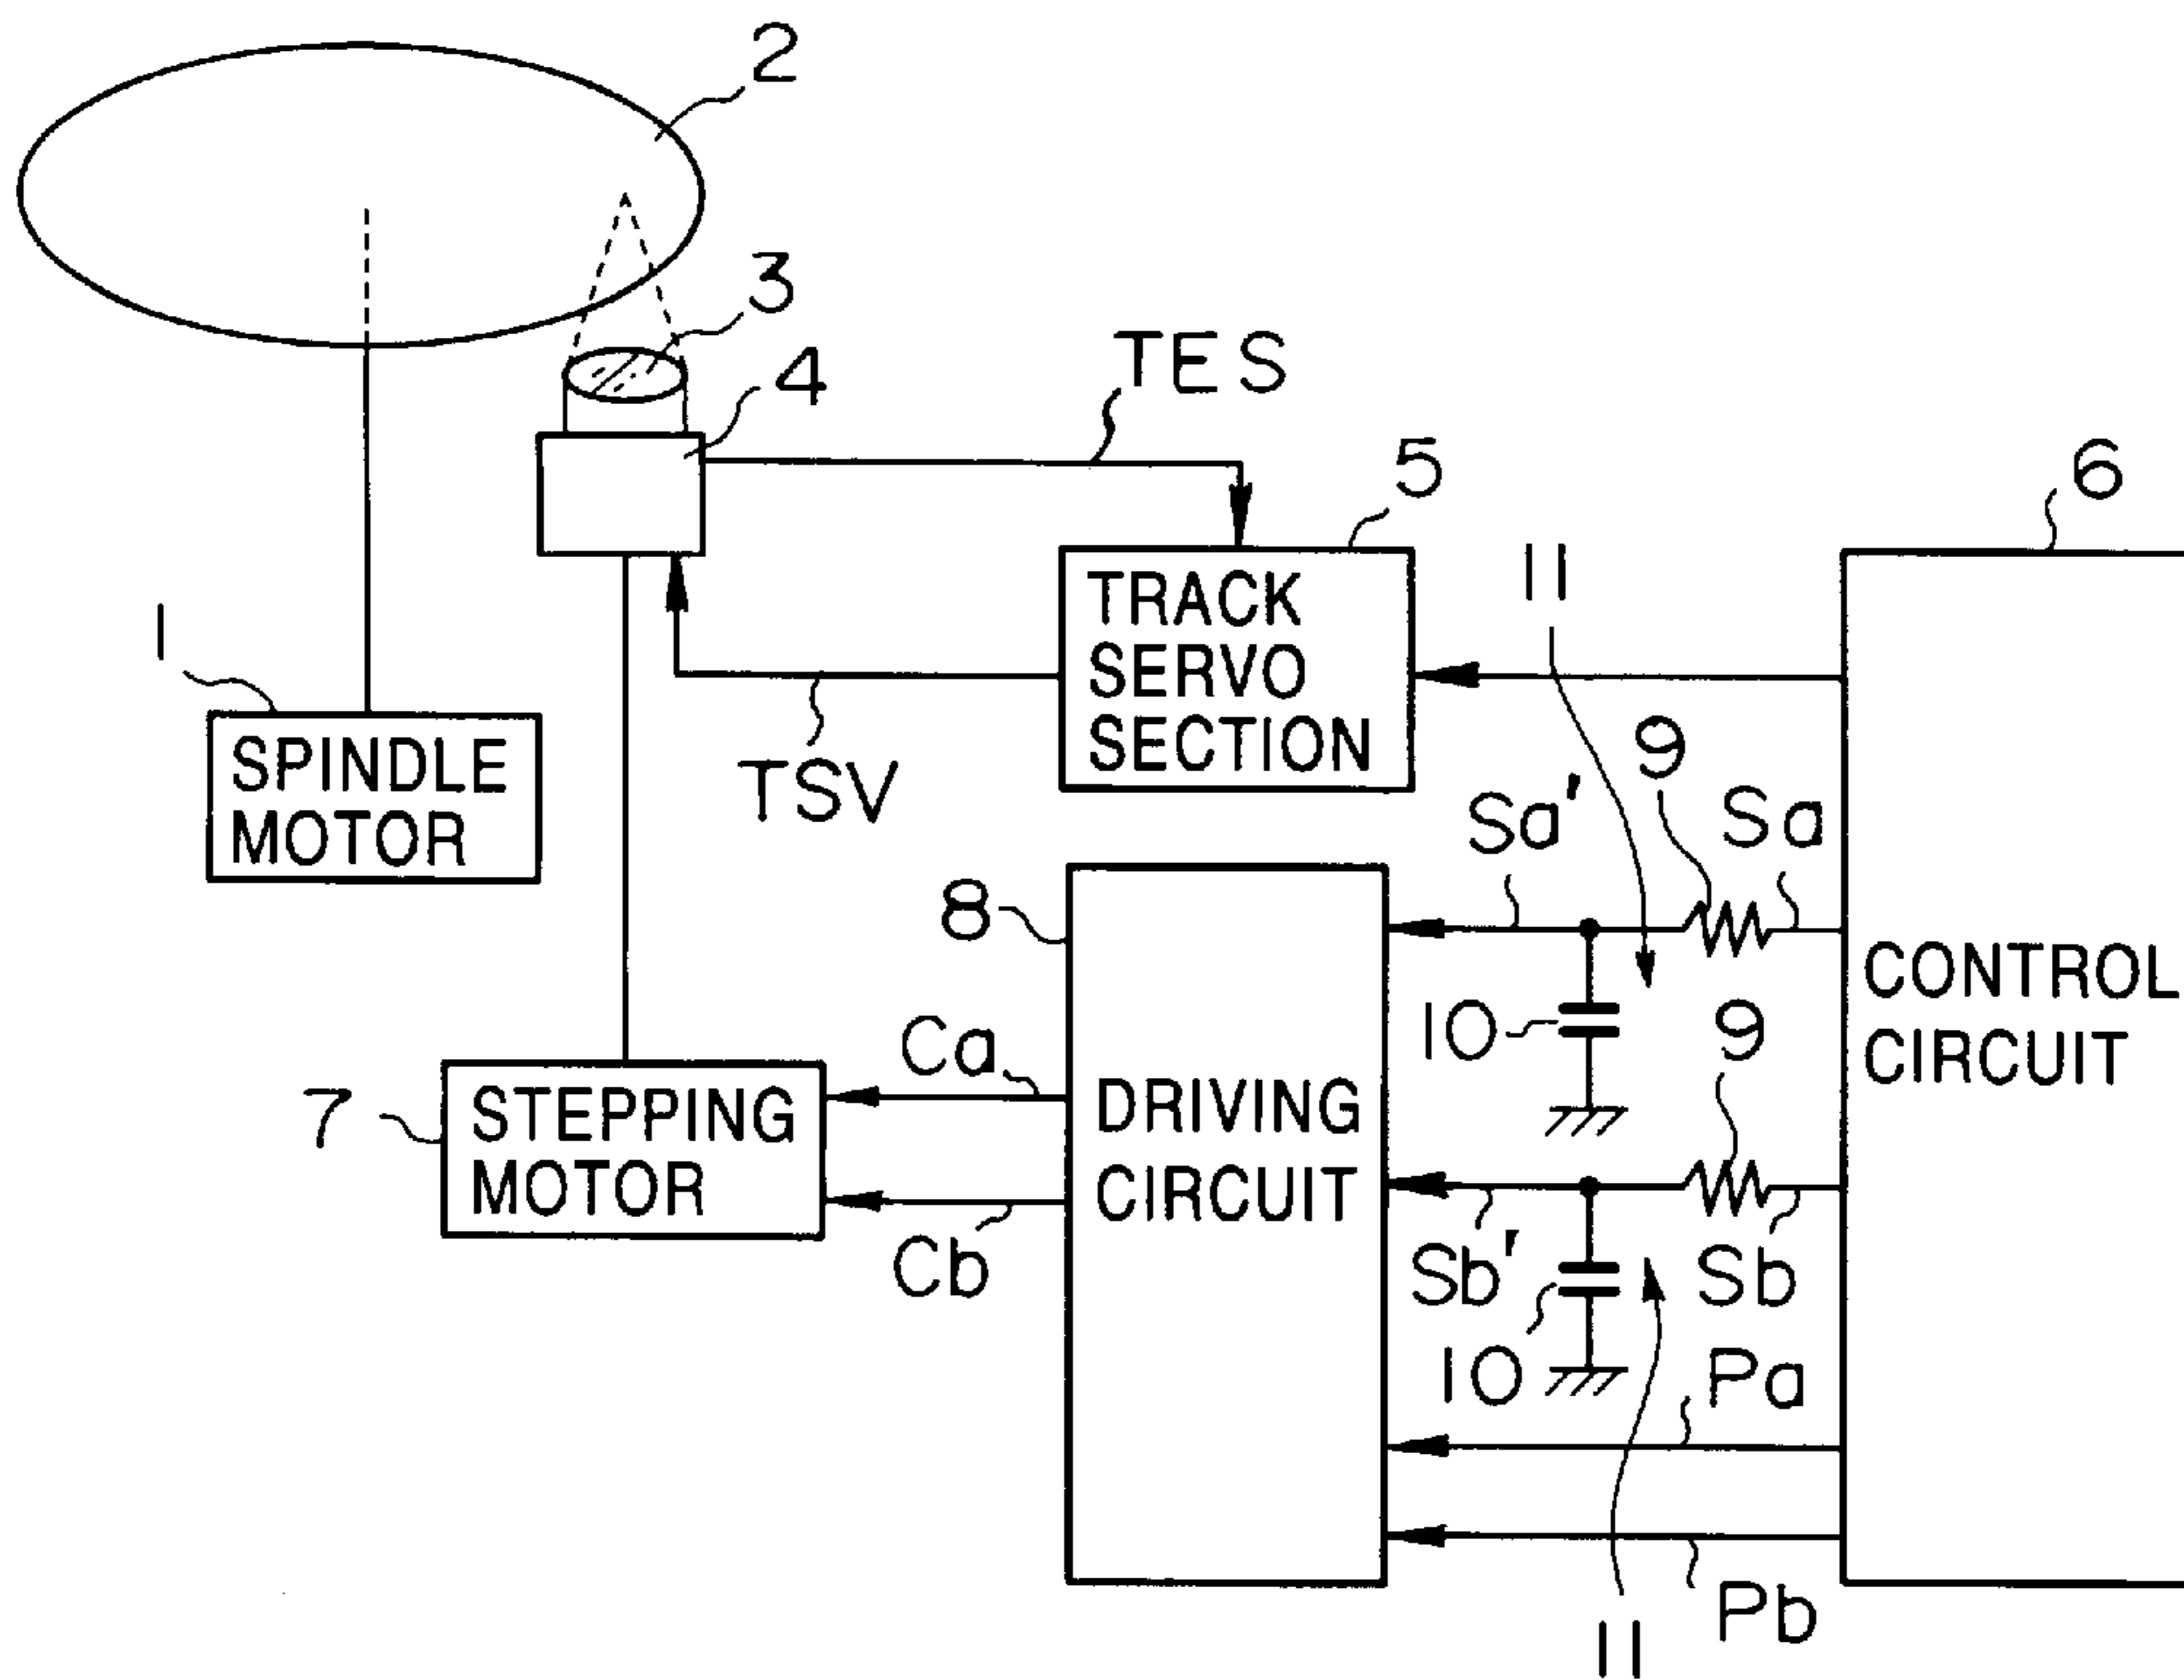 2
3
4
TES
5
6
11
1
TRACK
SERVO
SECTION
SPINDLE
MOTOR
TSV
9
Sa'
Sa
8
CONTROL
CIRCUIT
10
9
Ca
7
STEPPING
MOTOR
DRIVING
CIRCUIT
Cb
Sb'
Sb
10
Pa
Pb
11